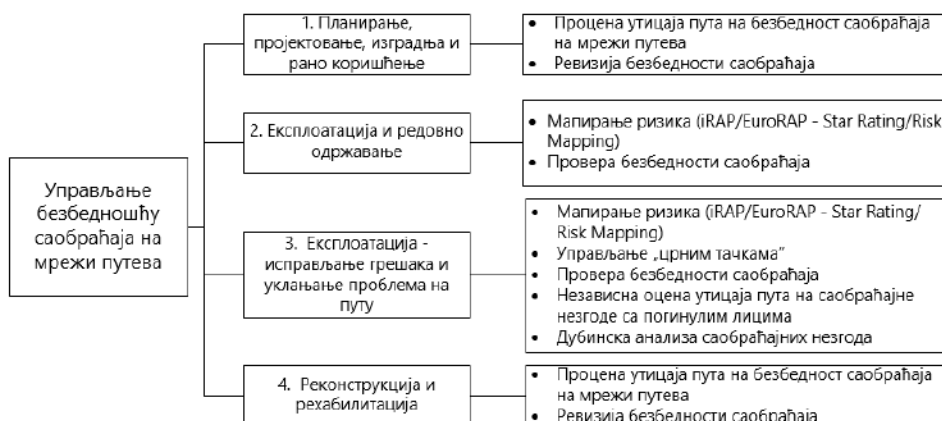 Управљање
безбедношћу
саобраћаја на
мрежи путева
1. Планирање,
пројектовање, изградња и
рано коришћење
• Процена утицаја пута на безбедност саобраћаја
на мрежи путева
• Ревизија безбедности саобраћаја
2. Експлоатација и редовно
одржавање
• Мапирање ризика (iRAP/EuroRAP - Star Rating/Risk
Mapping)
• Провера безбедности саобраћаја
3. Експлоатација -
исправљање грешака и
уклањање проблема на
путу
• Мапирање ризика (iRAP/EuroRAP - Star Rating/
Risk Mapping)
• Управљање „црним тачкама“
• Провера безбедности саобраћаја
• Независна оцена утицаја пута на саобраћајне
незгоде са погинулим лицима
• Дубинска анализа саобраћајних незгода
4. Реконструкција и
рехабилитација
• Процена утицаја пута на безбедност саобраћаја
на мрежи путева
• Ревизија безбедности саобраћаја